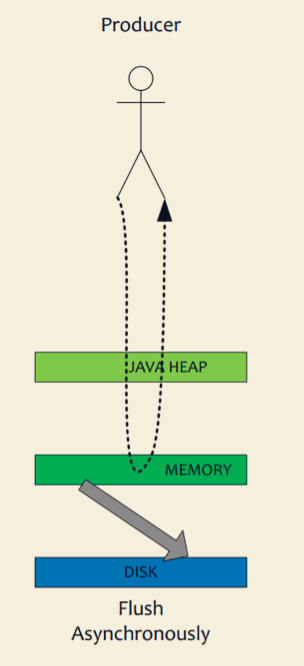 Producer
JAVA HEAP
MEMORY
DISK
Flush
Asynchronously